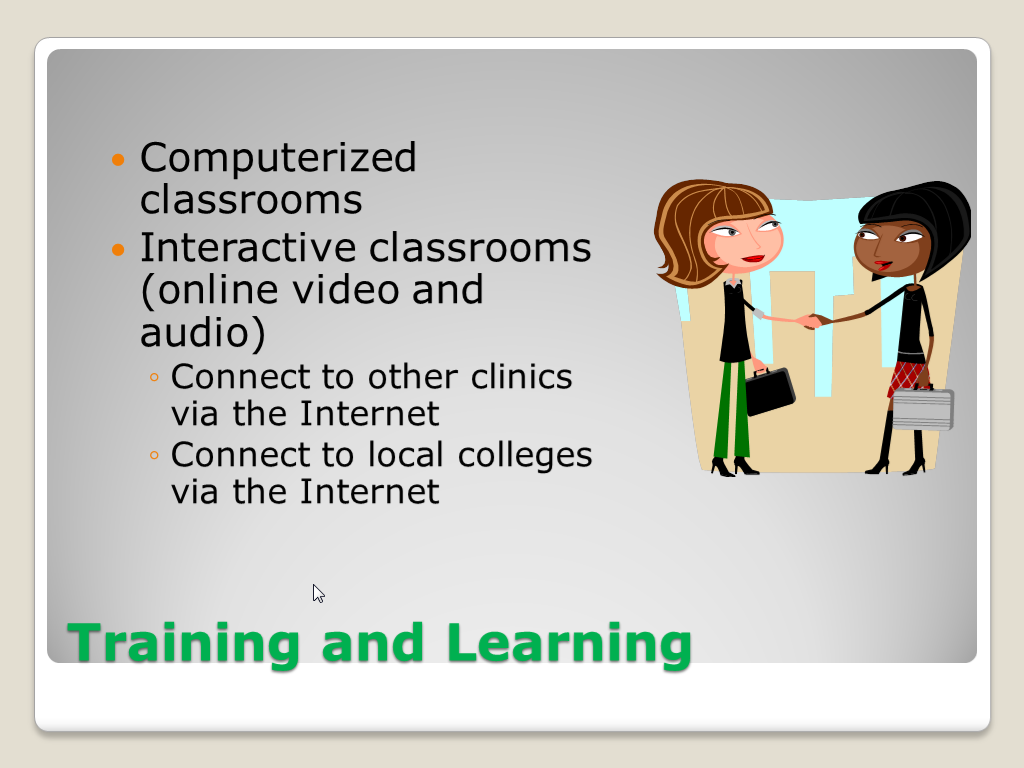 • Computerized
classrooms
• Interactive classrooms
(online video and
audio)
◦ Connect to other clinics
via the Internet
◦ Connect to local colleges
via the Internet
Training and Learning